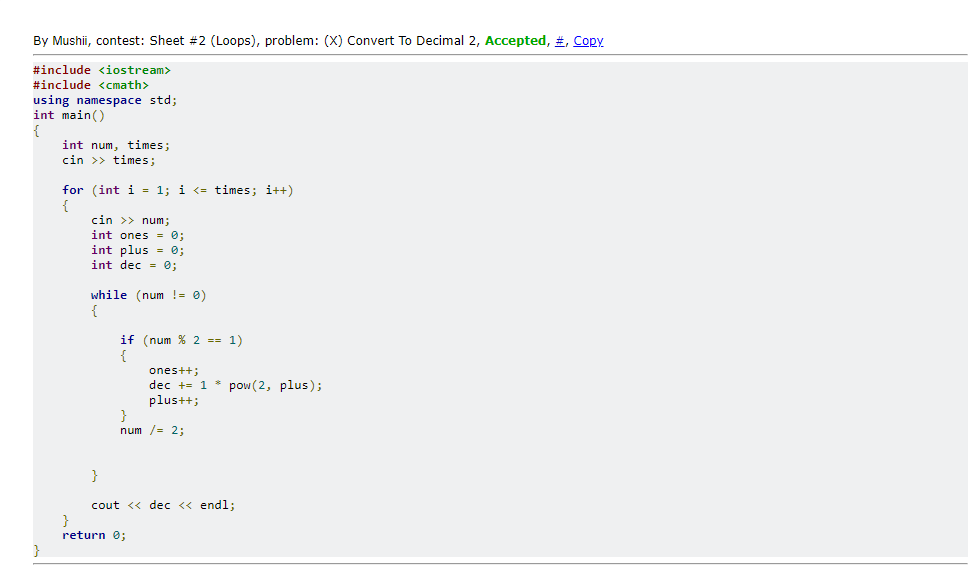 By Mushii, contest: Sheet #2 (Loops), problem: (X) Convert To Decimal 2, Accepted, #, Copy
#include <iostream>
#include <cmath>
using namespace std;
int main()
{
    int num, times;
    cin >> times;
    for (int i = 1; i <= times; i++)
    {
        cin >> num;
        int ones = 0;
        int plus = 0;
        int dec = 0;
        while (num != 0)
        {
            if (num % 2 == 1)
            {
                ones++;
                dec += 1 * pow(2, plus);
                plus++;
            }
            num /= 2;
        }
        cout << dec << endl;
    }
    return 0;
}